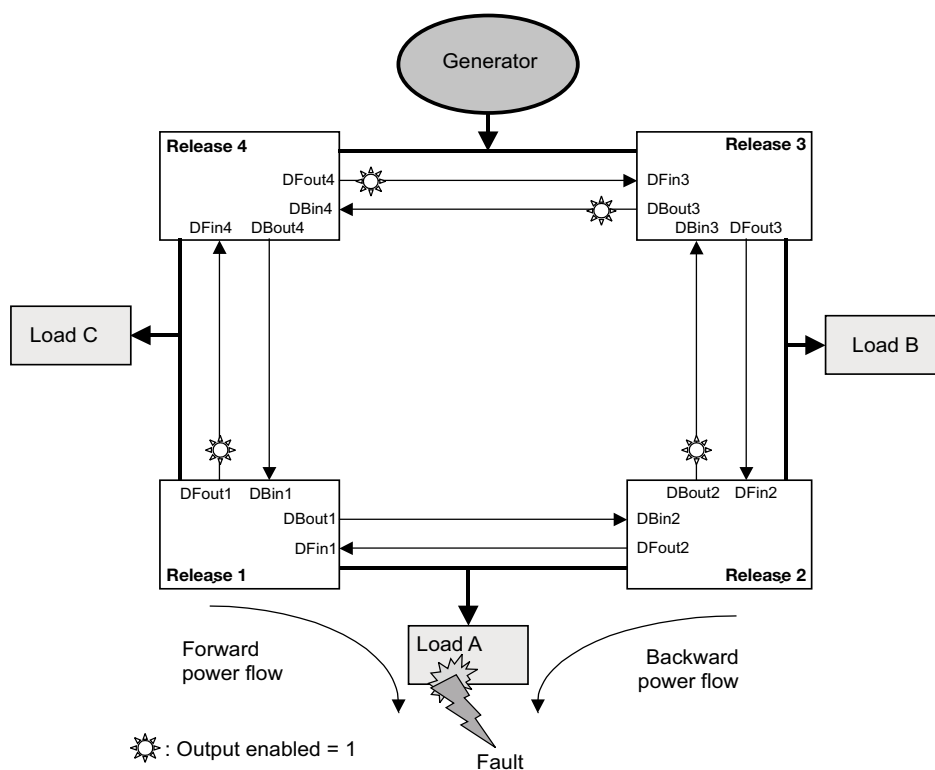 Generator
Release 4
Release 3
DFout4
DFin3
DBin4
DBout3
DFin4
DBout4
DBin3
DFout3
Load C
Load B
DFout1
DBin1
DBout2
DFin2
DBout1
DBin2
DFin1
DFout2
Release 1
Release 2
Load A
Forward
power flow
Backward
power flow
: Output enabled = 1
Fault